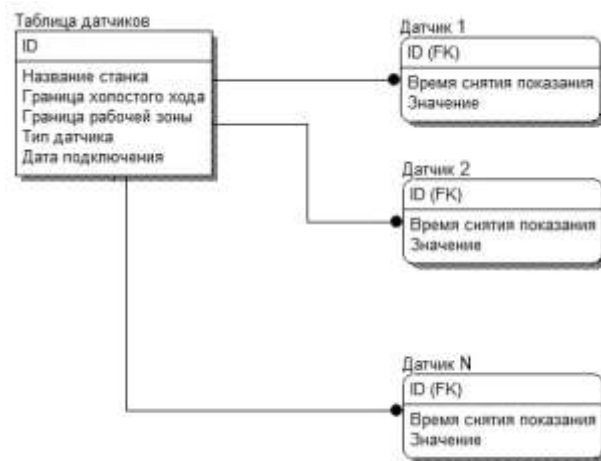 Таблица датчиков
ID
Название станка
Граница холостого хода
Граница рабочей зоны
Тип датчика
Дата подключения
Датчик 1
ID (FK)
Время снятия показания
Значение
Датчик 2
ID (FK)
Время снятия показания
Значение
Датчик N
ID (FK)
Время снятия показания
Значение